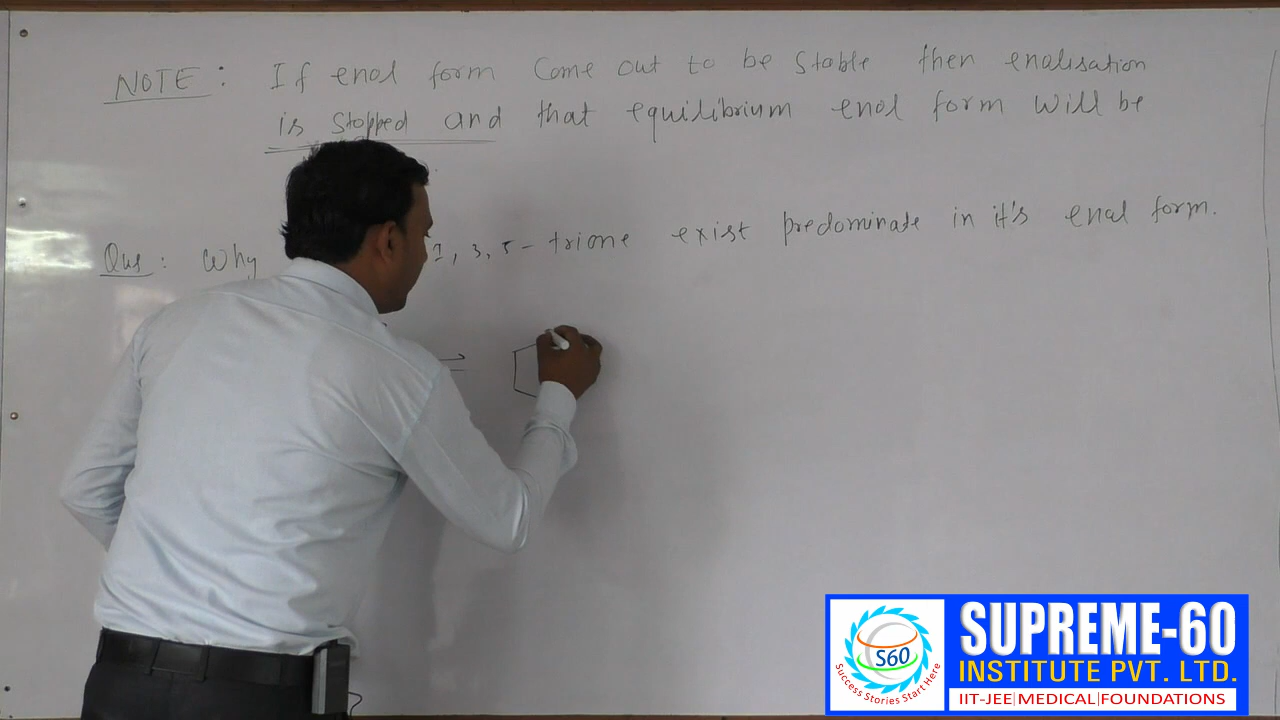 NOTE : If enol form Come out to be Stable then enolisation
is stopped and that equilibrium enol form will be
Que : Why 1, 3, 5 - trione exist predominate in it's enol form.
S60
Success Stories Start Here
SUPREME-60
INSTITUTE PVT. LTD.
IIT-JEE|MEDICAL|FOUNDATIONS